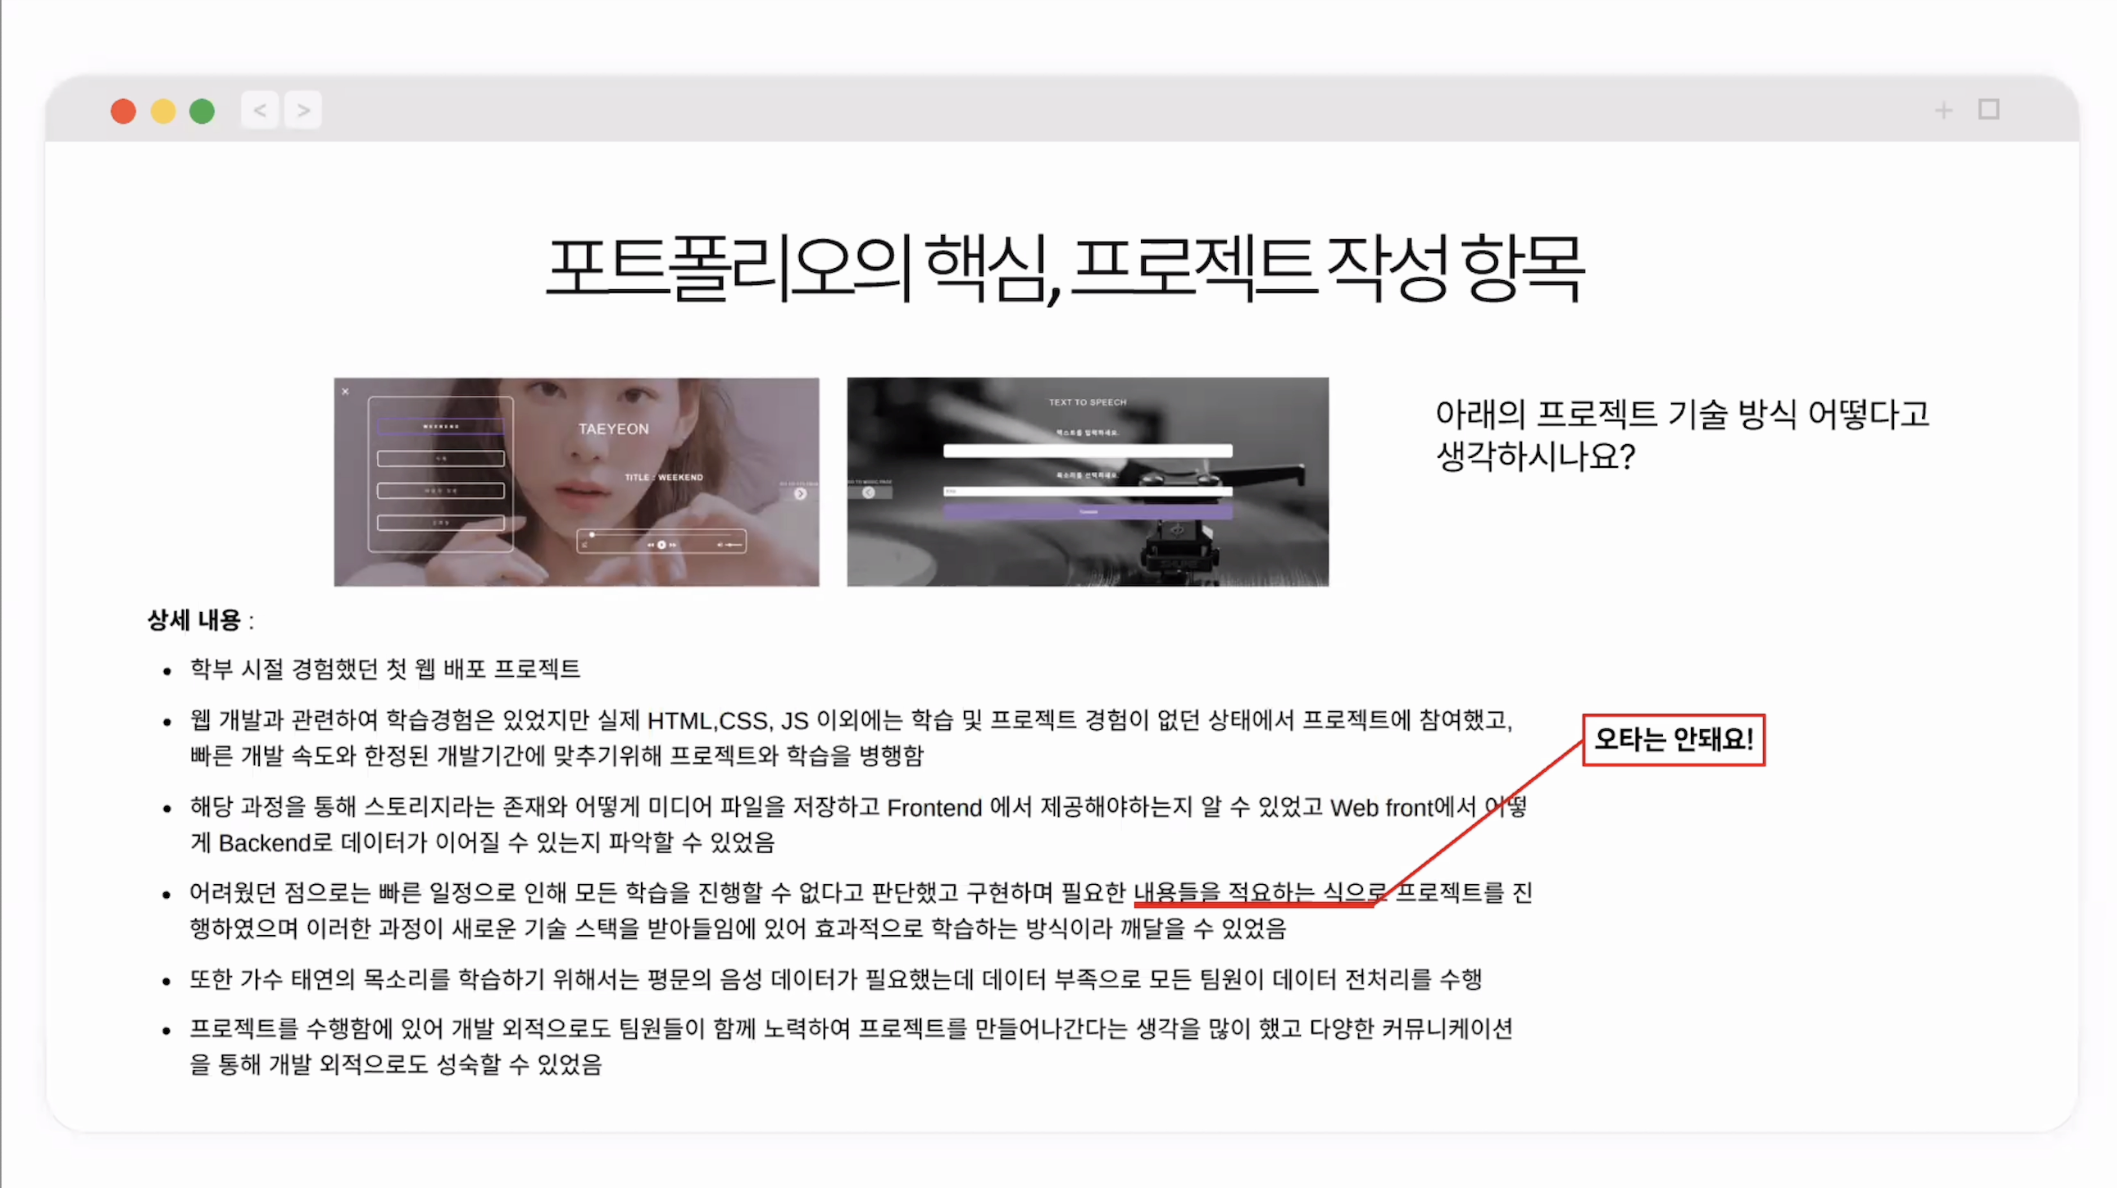 < >
포트폴리오의 핵심, 프로젝트 작성 항목
WEEKEND
TAEYEON
TITLE : WEEKEND
TEXT TO SPEECH
텍스트를 입력하세요.
목소리를 선택하세요.
아래의 프로젝트 기술 방식 어떻다고
생각하시나요?
상세 내용 :
• 학부 시절 경험했던 첫 웹 배포 프로젝트
• 웹 개발과 관련하여 학습경험은 있었지만 실제 HTML,CSS, JS 이외에는 학습 및 프로젝트 경험이 없던 상태에서 프로젝트에 참여했고,
빠른 개발 속도와 한정된 개발기간에 맞추기위해 프로젝트와 학습을 병행함
오타는 안돼요!
• 해당 과정을 통해 스토리지라는 존재와 어떻게 미디어 파일을 저장하고 Frontend 에서 제공해야하는지 알 수 있었고 Web front에서 어떻
게 Backend로 데이터가 이어질 수 있는지 파악할 수 있었음
• 어려웠던 점으로는 빠른 일정으로 인해 모든 학습을 진행할 수 없다고 판단했고 구현하며 필요한 내용들을 적요하는 식으로 프로젝트를 진
행하였으며 이러한 과정이 새로운 기술 스택을 받아들임에 있어 효과적으로 학습하는 방식이라 깨달을 수 있었음
• 또한 가수 태연의 목소리를 학습하기 위해서는 평문의 음성 데이터가 필요했는데 데이터 부족으로 모든 팀원이 데이터 전처리를 수행
• 프로젝트를 수행함에 있어 개발 외적으로도 팀원들이 함께 노력하여 프로젝트를 만들어나간다는 생각을 많이 했고 다양한 커뮤니케이션
을 통해 개발 외적으로도 성숙할 수 있었음